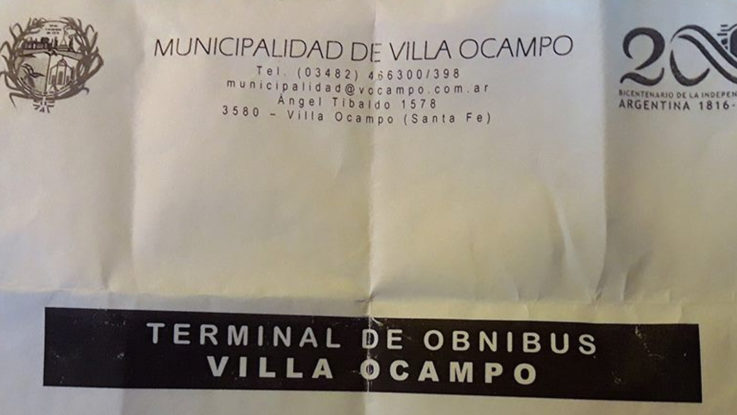 MUNICIPALIDAD DE VILLA OCAMPO
Tel. (03482) 466300/398
municipalidad@vocampo.com.ar
Ángel Tibaldo 1578
3580 – Villa Ocampo (Santa Fe)
200
BICENTENARIO DE LA INDEPEN
ARGENTINA 1816-
TERMINAL DE OBNIBUS
VILLA OCAMPO